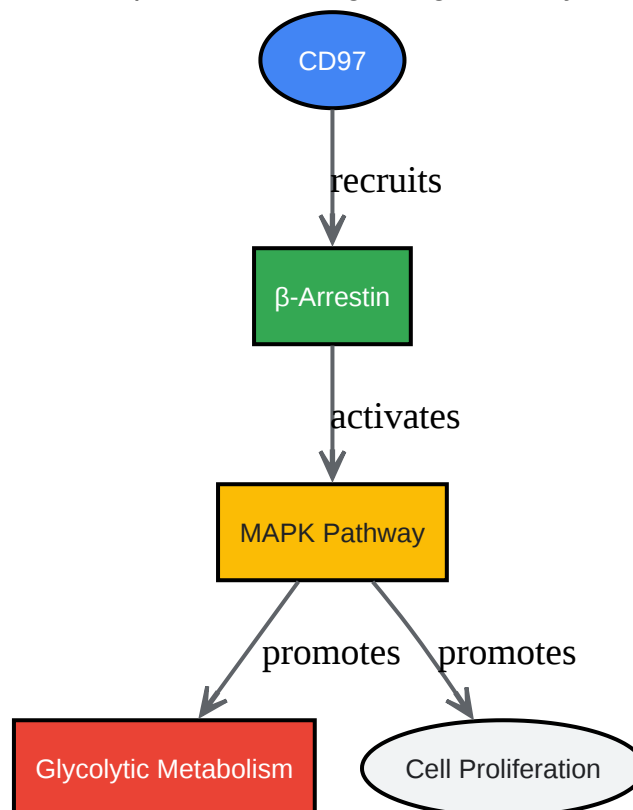 CD97
recruits
β-Arrestin
activates
MAPK Pathway
promotes promotes
Glycolytic Metabolism
Cell Proliferation